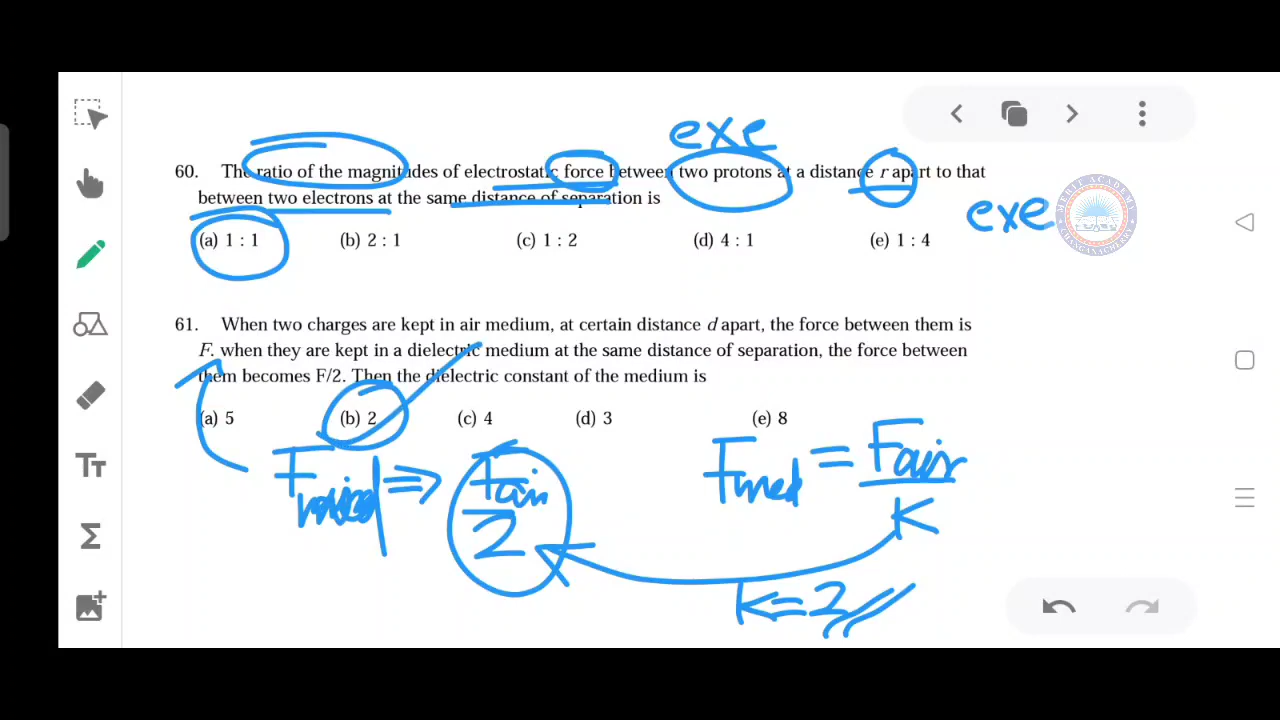 exe
60. The ratio of the magnitudes of electrostatic force between two protons at a distance r apart to that
between two electrons at the same distance of separation is
exe
MERIT ACADEMY
CHANGANACHERRY
(a) 1 : 1 (b) 2 : 1 (c) 1 : 2 (d) 4 : 1 (e) 1 : 4
61. When two charges are kept in air medium, at certain distance d apart, the force between them is
F. when they are kept in a dielectric medium at the same distance of separation, the force between
them becomes F/2. Then the dielectric constant of the medium is
(a) 5 (b) 2 (c) 4 (d) 3 (e) 8
F ⇒ Fair/2 Fmed = Fair/K
K=2
Tт
Σ